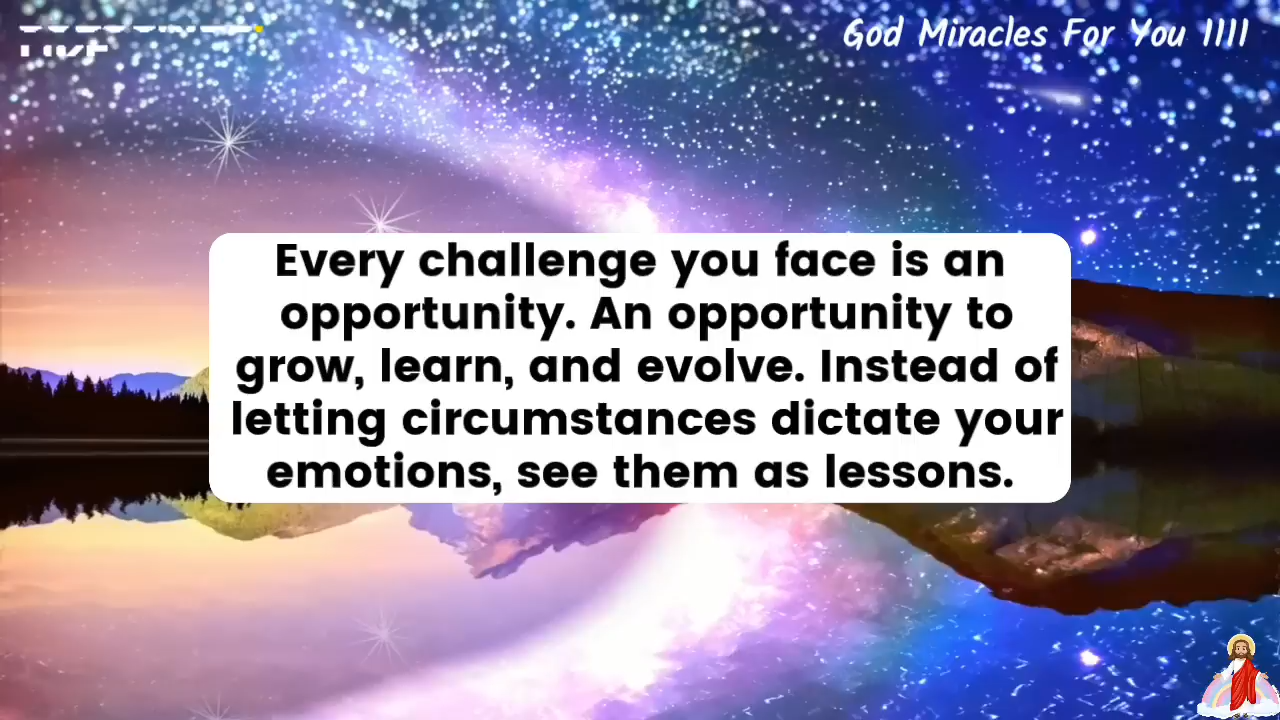 God Miracles For You 1111
Every challenge you face is an
opportunity. An opportunity to
grow, learn, and evolve. Instead of
letting circumstances dictate your
emotions, see them as lessons.